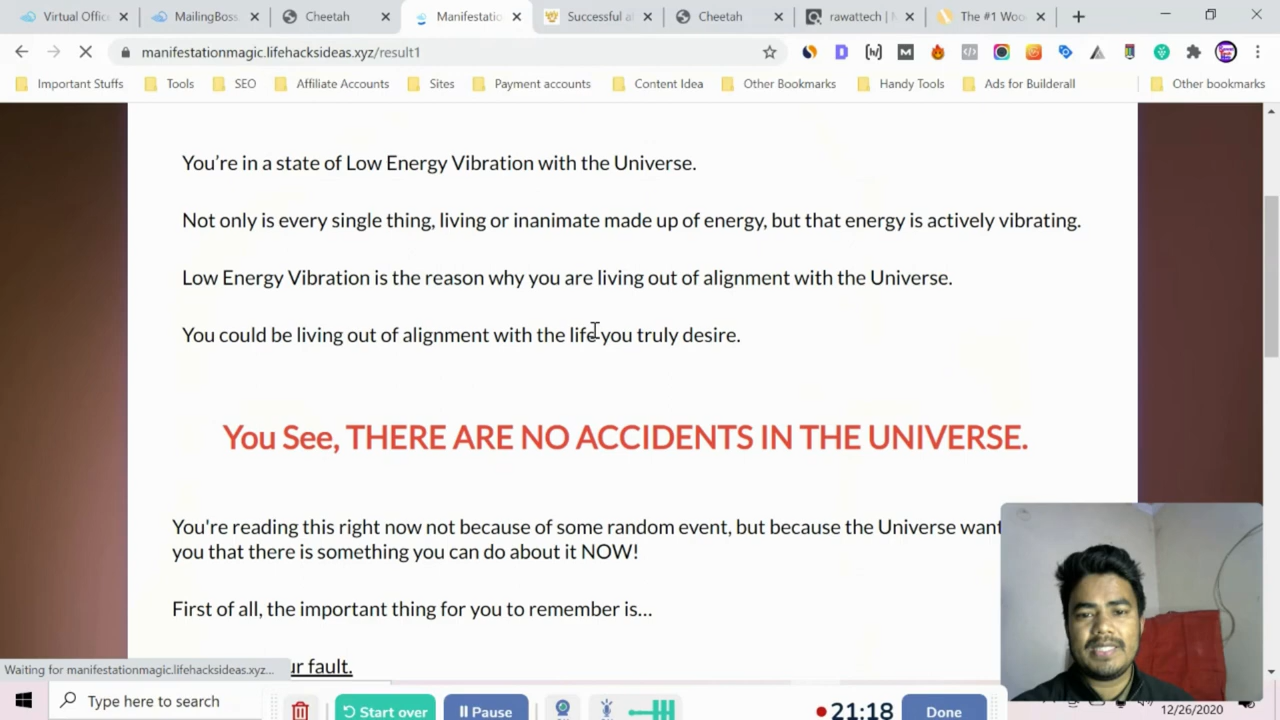 Virtual Offic
MailingBoss
Cheetah
Manifestatio
Successful af
Cheetah
rawattech | N
The #1 Woo
manifestationmagic.lifehacksideas.xyz/result1
Important Stuffs
Tools
SEO
Affiliate Accounts
Sites
Payment accounts
Content Idea
Other Bookmarks
Handy Tools
Ads for Builderall
Other bookmarks
You're in a state of Low Energy Vibration with the Universe.
Not only is every single thing, living or inanimate made up of energy, but that energy is actively vibrating.
Low Energy Vibration is the reason why you are living out of alignment with the Universe.
You could be living out of alignment with the life you truly desire.
You See, THERE ARE NO ACCIDENTS IN THE UNIVERSE.
You're reading this right now not because of some random event, but because the Universe want
you that there is something you can do about it NOW!
First of all, the important thing for you to remember is...
ur fault.
Waiting for manifestationmagic.lifehacksideas.xyz...
Type here to search
Start over
Pause
21:18
Done
12/26/2020